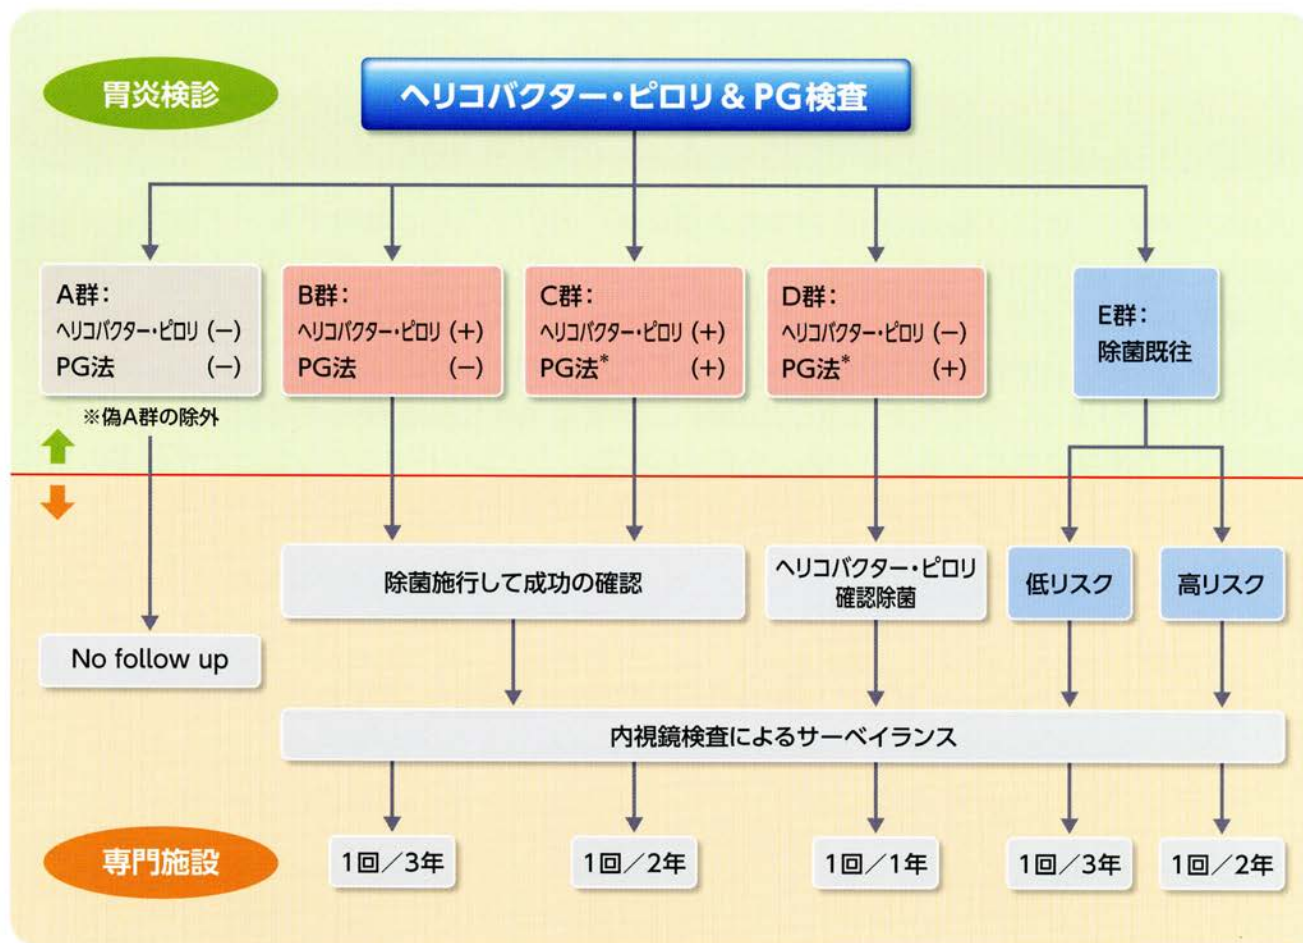 胃炎検診
ヘリコバクター・ピロリ & PG検査
A群：
ヘリコバクター・ピロリ (−)
PG法 (−)
※偽A群の除外
B群：
ヘリコバクター・ピロリ (+)
PG法 (−)
C群：
ヘリコバクター・ピロリ (+)
PG法* (+)
D群：
ヘリコバクター・ピロリ (−)
PG法* (+)
E群：
除菌既往
除菌施行して成功の確認
ヘリコバクター・ピロリ
確認除菌
低リスク
高リスク
No follow up
内視鏡検査によるサーベイランス
専門施設
1回／3年
1回／2年
1回／1年
1回／3年
1回／2年